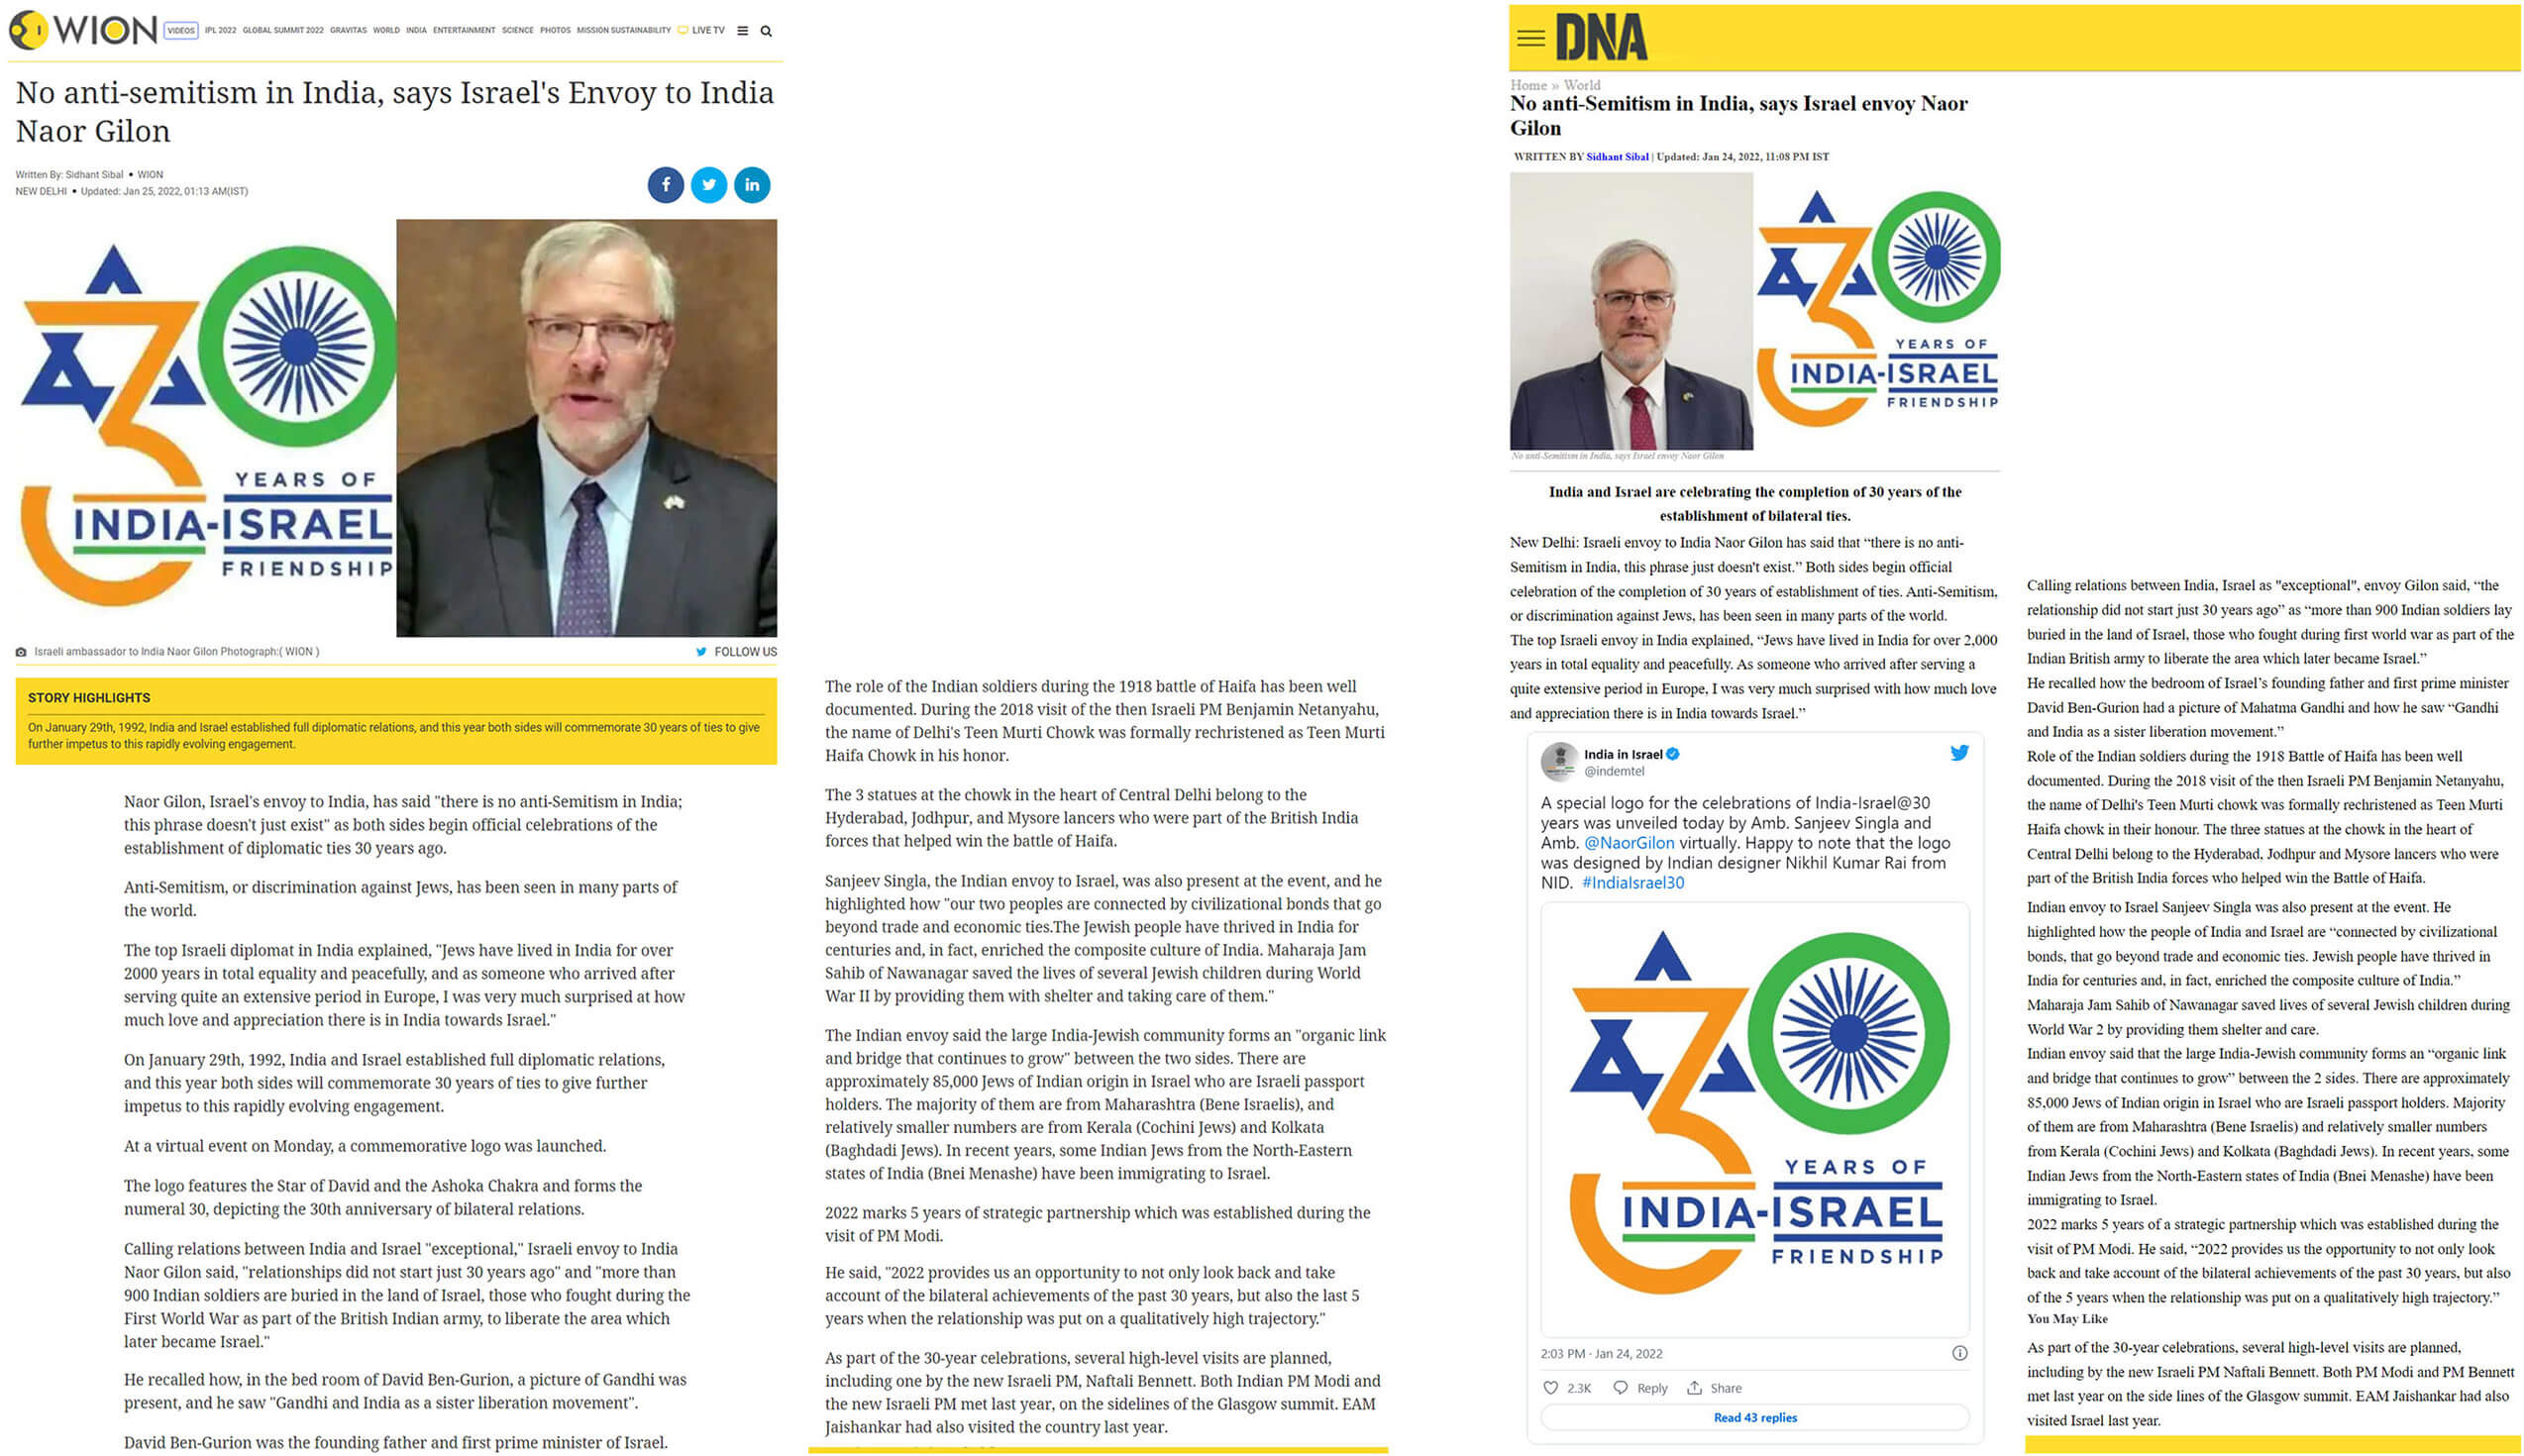 WION
VIDEOS IPL 2022 GLOBAL SUMMIT 2022 GRAVITAS WORLD INDIA ENTERTAINMENT SCIENCE PHOTOS MISSION SUSTAINABILITY LIVE TV
No anti-semitism in India, says Israel's Envoy to India
Naor Gilon
Written By: Sidhant Sibal • WION
NEW DELHI • Updated: Jan 25, 2022, 01:13 AM(IST)
30
YEARS OF
INDIA-ISRAEL
FRIENDSHIP
Israeli ambassador to India Naor Gilon Photograph:( WION )
FOLLOW US
STORY HIGHLIGHTS
On January 29th, 1992, India and Israel established full diplomatic relations, and this year both sides will commemorate 30 years of ties to give
further impetus to this rapidly evolving engagement.
Naor Gilon, Israel's envoy to India, has said "there is no anti-Semitism in India;
this phrase doesn't just exist" as both sides begin official celebrations of the
establishment of diplomatic ties 30 years ago.
Anti-Semitism, or discrimination against Jews, has been seen in many parts of
the world.
The top Israeli diplomat in India explained, "Jews have lived in India for over
2000 years in total equality and peacefully, and as someone who arrived after
serving quite an extensive period in Europe, I was very much surprised at how
much love and appreciation there is in India towards Israel."
On January 29th, 1992, India and Israel established full diplomatic relations,
and this year both sides will commemorate 30 years of ties to give further
impetus to this rapidly evolving engagement.
At a virtual event on Monday, a commemorative logo was launched.
The logo features the Star of David and the Ashoka Chakra and forms the
numeral 30, depicting the 30th anniversary of bilateral relations.
Calling relations between India and Israel "exceptional," Israeli envoy to India
Naor Gilon said, "relationships did not start just 30 years ago" and "more than
900 Indian soldiers are buried in the land of Israel, those who fought during the
First World War as part of the British Indian army, to liberate the area which
later became Israel."
He recalled how, in the bed room of David Ben-Gurion, a picture of Gandhi was
present, and he saw "Gandhi and India as a sister liberation movement".
David Ben-Gurion was the founding father and first prime minister of Israel.
The role of the Indian soldiers during the 1918 battle of Haifa has been well
documented. During the 2018 visit of the then Israeli PM Benjamin Netanyahu,
the name of Delhi's Teen Murti Chowk was formally rechristened as Teen Murti
Haifa Chowk in his honor.
The 3 statues at the chowk in the heart of Central Delhi belong to the
Hyderabad, Jodhpur, and Mysore lancers who were part of the British India
forces that helped win the battle of Haifa.
Sanjeev Singla, the Indian envoy to Israel, was also present at the event, and he
highlighted how "our two peoples are connected by civilizational bonds that go
beyond trade and economic ties.The Jewish people have thrived in India for
centuries and, in fact, enriched the composite culture of India. Maharaja Jam
Sahib of Nawanagar saved the lives of several Jewish children during World
War II by providing them with shelter and taking care of them."
The Indian envoy said the large India-Jewish community forms an "organic link
and bridge that continues to grow" between the two sides. There are
approximately 85,000 Jews of Indian origin in Israel who are Israeli passport
holders. The majority of them are from Maharashtra (Bene Israelis), and
relatively smaller numbers are from Kerala (Cochini Jews) and Kolkata
(Baghdadi Jews). In recent years, some Indian Jews from the North-Eastern
states of India (Bnei Menashe) have been immigrating to Israel.
2022 marks 5 years of strategic partnership which was established during the
visit of PM Modi.
He said, "2022 provides us an opportunity to not only look back and take
account of the bilateral achievements of the past 30 years, but also the last 5
years when the relationship was put on a qualitatively high trajectory."
As part of the 30-year celebrations, several high-level visits are planned,
including one by the new Israeli PM, Naftali Bennett. Both Indian PM Modi and
the new Israeli PM met last year, on the sidelines of the Glasgow summit. EAM
Jaishankar had also visited the country last year.
DNA
Home » World
No anti-Semitism in India, says Israel envoy Naor
Gilon
WRITTEN BY Sidhant Sibal | Updated: Jan 24, 2022, 11:08 PM IST
30
YEARS OF
INDIA-ISRAEL
FRIENDSHIP
No anti-Semitism in India, says Israel envoy Naor Gilon
India and Israel are celebrating the completion of 30 years of the
establishment of bilateral ties.
New Delhi: Israeli envoy to India Naor Gilon has said that “there is no anti-
Semitism in India, this phrase just doesn't exist.” Both sides begin official
celebration of the completion of 30 years of establishment of ties. Anti-Semitism,
or discrimination against Jews, has been seen in many parts of the world.
The top Israeli envoy in India explained, “Jews have lived in India for over 2,000
years in total equality and peacefully. As someone who arrived after serving a
quite extensive period in Europe, I was very much surprised with how much love
and appreciation there is in India towards Israel.”
India in Israel
@indemtel
A special logo for the celebrations of India-Israel@30
years was unveiled today by Amb. Sanjeev Singla and
Amb. @NaorGilon virtually. Happy to note that the logo
was designed by Indian designer Nikhil Kumar Rai from
NID. #IndiaIsrael30
30
YEARS OF
INDIA-ISRAEL
FRIENDSHIP
2:03 PM · Jan 24, 2022
2.3K Reply Share
Read 43 replies
Calling relations between India, Israel as "exceptional", envoy Gilon said, “the
relationship did not start just 30 years ago” as “more than 900 Indian soldiers lay
buried in the land of Israel, those who fought during first world war as part of the
Indian British army to liberate the area which later became Israel.”
He recalled how the bedroom of Israel’s founding father and first prime minister
David Ben-Gurion had a picture of Mahatma Gandhi and how he saw “Gandhi
and India as a sister liberation movement.”
Role of the Indian soldiers during the 1918 Battle of Haifa has been well
documented. During the 2018 visit of the then Israeli PM Benjamin Netanyahu,
the name of Delhi's Teen Murti chowk was formally rechristened as Teen Murti
Haifa chowk in their honour. The three statues at the chowk in the heart of
Central Delhi belong to the Hyderabad, Jodhpur and Mysore lancers who were
part of the British India forces who helped win the Battle of Haifa.
Indian envoy to Israel Sanjeev Singla was also present at the event. He
highlighted how the people of India and Israel are “connected by civilizational
bonds, that go beyond trade and economic ties. Jewish people have thrived in
India for centuries and, in fact, enriched the composite culture of India.”
Maharaja Jam Sahib of Nawanagar saved lives of several Jewish children during
World War 2 by providing them shelter and care.
Indian envoy said that the large India-Jewish community forms an “organic link
and bridge that continues to grow” between the 2 sides. There are approximately
85,000 Jews of Indian origin in Israel who are Israeli passport holders. Majority
of them are from Maharashtra (Bene Israelis) and relatively smaller numbers
from Kerala (Cochini Jews) and Kolkata (Baghdadi Jews). In recent years, some
Indian Jews from the North-Eastern states of India (Bnei Menashe) have been
immigrating to Israel.
2022 marks 5 years of a strategic partnership which was established during the
visit of PM Modi. He said, “2022 provides us the opportunity to not only look
back and take account of the bilateral achievements of the past 30 years, but also
of the 5 years when the relationship was put on a qualitatively high trajectory.”
You May Like
As part of the 30-year celebrations, several high-level visits are planned,
including by the new Israeli PM Naftali Bennett. Both PM Modi and PM Bennett
met last year on the side lines of the Glasgow summit. EAM Jaishankar had also
visited Israel last year.